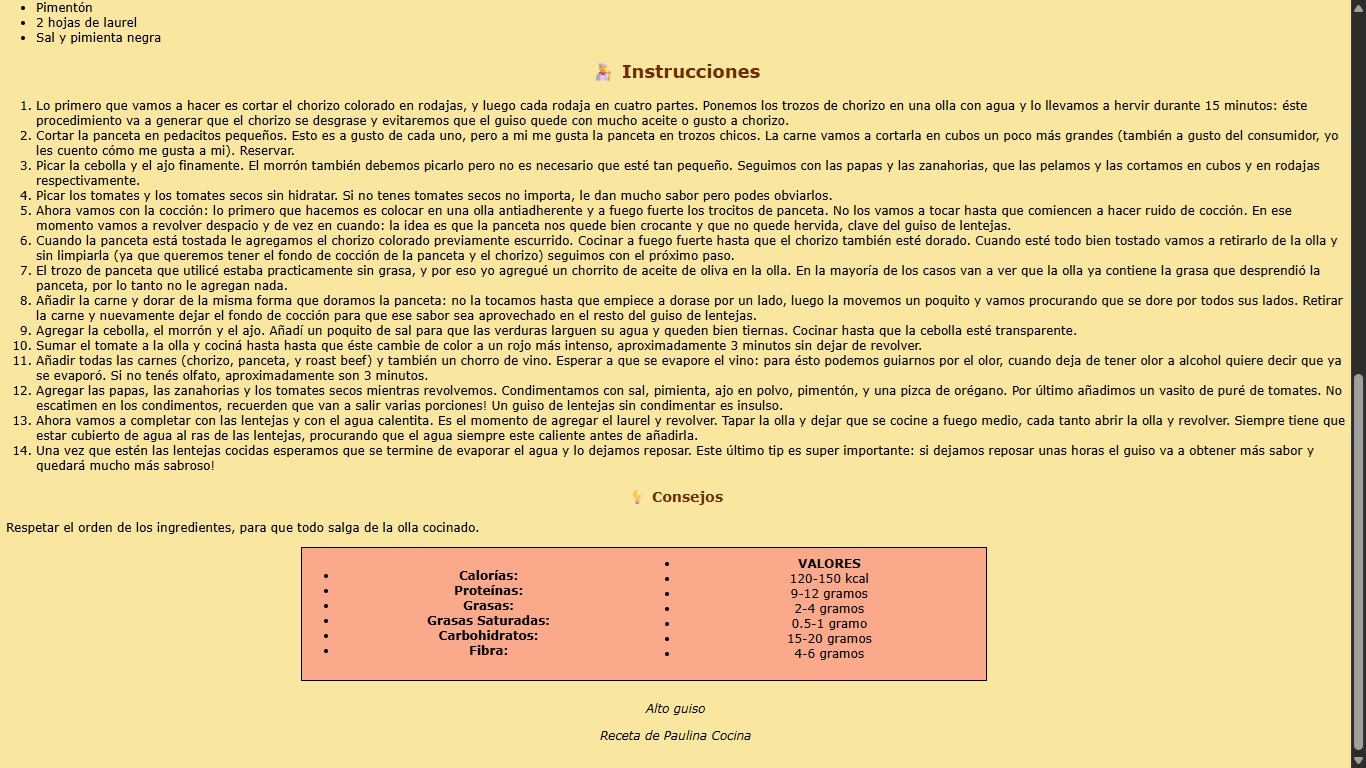 • Pimentón
• 2 hojas de laurel
• Sal y pimienta negra
Instrucciones
1. Lo primero que vamos a hacer es cortar el chorizo colorado en rodajas, y luego cada rodaja en cuatro partes. Ponemos los trozos de chorizo en una olla con agua y lo llevamos a hervir durante 15 minutos: éste
procedimiento va a generar que el chorizo se desgrase y evitaremos que el guiso quede con mucho aceite o gusto a chorizo.
2. Cortar la panceta en pedacitos pequeños. Esto es a gusto de cada uno, pero a mi me gusta la panceta en trozos chicos. La carne vamos a cortarla en cubos un poco más grandes (también a gusto del consumidor, yo
les cuento cómo me gusta a mi). Reservar.
3. Picar la cebolla y el ajo finamente. El morrón también debemos picarlo pero no es necesario que esté tan pequeño. Seguimos con las papas y las zanahorias, que las pelamos y las cortamos en cubos y en rodajas
respectivamente.
4. Picar los tomates y los tomates secos sin hidratar. Si no tenes tomates secos no importa, le dan mucho sabor pero podes obviarlos.
5. Ahora vamos con la cocción: lo primero que hacemos es colocar en una olla antiadherente y a fuego fuerte los trocitos de panceta. No los vamos a tocar hasta que comiencen a hacer ruido de cocción. En ese
momento vamos a revolver despacio y de vez en cuando: la idea es que la panceta nos quede bien crocante y que no quede hervida, clave del guiso de lentejas.
6. Cuando la panceta está tostada le agregamos el chorizo colorado previamente escurrido. Cocinar a fuego fuerte hasta que el chorizo también esté dorado. Cuando esté todo bien tostado vamos a retirarlo de la olla y
sin limpiarla (ya que queremos tener el fondo de cocción de la panceta y el chorizo) seguimos con el próximo paso.
7. El trozo de panceta que utilicé estaba practicamente sin grasa, y por eso yo agregué un chorrito de aceite de oliva en la olla. En la mayoría de los casos van a ver que la olla ya contiene la grasa que desprendió la
panceta, por lo tanto no le agregan nada.
8. Añadir la carne y dorar de la misma forma que doramos la panceta: no la tocamos hasta que empiece a dorase por un lado, luego la movemos un poquito y vamos procurando que se dore por todos sus lados. Retirar
la carne y nuevamente dejar el fondo de cocción para que ese sabor sea aprovechado en el resto del guiso de lentejas.
9. Agregar la cebolla, el morrón y el ajo. Añadí un poquito de sal para que las verduras larguen su agua y queden bien tiernas. Cocinar hasta que la cebolla esté transparente.
10. Sumar el tomate a la olla y cociná hasta hasta que éste cambie de color a un rojo más intenso, aproximadamente 3 minutos sin dejar de revolver.
11. Añadir todas las carnes (chorizo, panceta, y roast beef) y también un chorro de vino. Esperar a que se evapore el vino: para ésto podemos guiarnos por el olor, cuando deja de tener olor a alcohol quiere decir que ya
se evaporó. Si no tenés olfato, aproximadamente son 3 minutos.
12. Agregar las papas, las zanahorias y los tomates secos mientras revolvemos. Condimentamos con sal, pimienta, ajo en polvo, pimentón, y una pizca de orégano. Por último añadimos un vasito de puré de tomates. No
escatimen en los condimentos, recuerden que van a salir varias porciones! Un guiso de lentejas sin condimentar es insulso.
13. Ahora vamos a completar con las lentejas y con el agua calentita. Es el momento de agregar el laurel y revolver. Tapar la olla y dejar que se cocine a fuego medio, cada tanto abrir la olla y revolver. Siempre tiene que
estar cubierto de agua al ras de las lentejas, procurando que el agua siempre este caliente antes de añadirla.
14. Una vez que estén las lentejas cocidas esperamos que se termine de evaporar el agua y lo dejamos reposar. Este último tip es super importante: si dejamos reposar unas horas el guiso va a obtener más sabor y
quedará mucho más sabroso!
Consejos
Respetar el orden de los ingredientes, para que todo salga de la olla cocinado.
• Calorías:
• Proteínas:
• Grasas:
• Grasas Saturadas:
• Carbohidratos:
• Fibra:
• VALORES
• 120-150 kcal
• 9-12 gramos
• 2-4 gramos
• 0.5-1 gramo
• 15-20 gramos
• 4-6 gramos
Alto guiso
Receta de Paulina Cocina